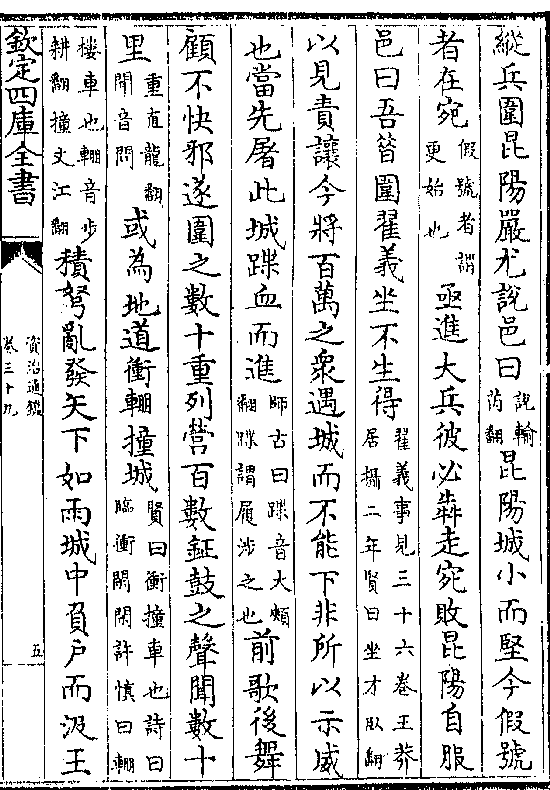 縱兵圍昆陽嚴尤說邑曰說輸芮翻昆陽城小而堅今假號
者在宛假號者謂更始也亟進大兵彼必犇走宛敗昆陽自服
邑曰吾昔圍翟義坐不生得翟義事見三十六卷王莽居攝二年賢曰坐才臥翻
以見責讓今將百萬之衆遇城而不能下非所以示威
也當先屠此城蹀血而進師古曰蹀音大頰翻蹀謂履涉之也前歌後舞
顧不快邪遂圍之數十重列營百數鉦鼓之聲聞數十
里重直龍翻聞音問或為地道衝輣撞城賢曰衝撞車也詩曰臨衝閑閑許慎曰輣
樓車也輣音步耕翻撞丈江翻積弩亂發矢下如雨城中負戶而汲王
欽定四庫全書
資治通鑑
卷三十九
五